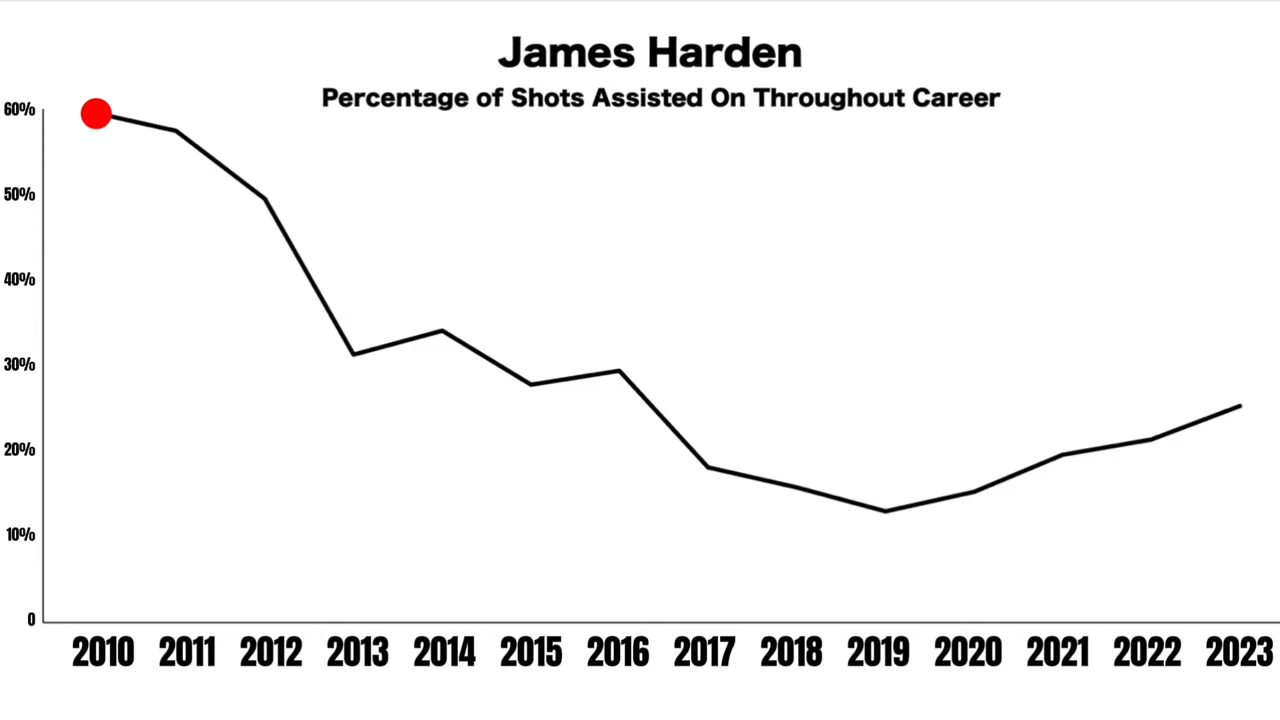 James Harden
Percentage of Shots Assisted On Throughout Career
60%
50%
40%
30%
20%
10%
0
2010 2011 2012 2013 2014 2015 2016 2017 2018 2019 2020 2021 2022 2023